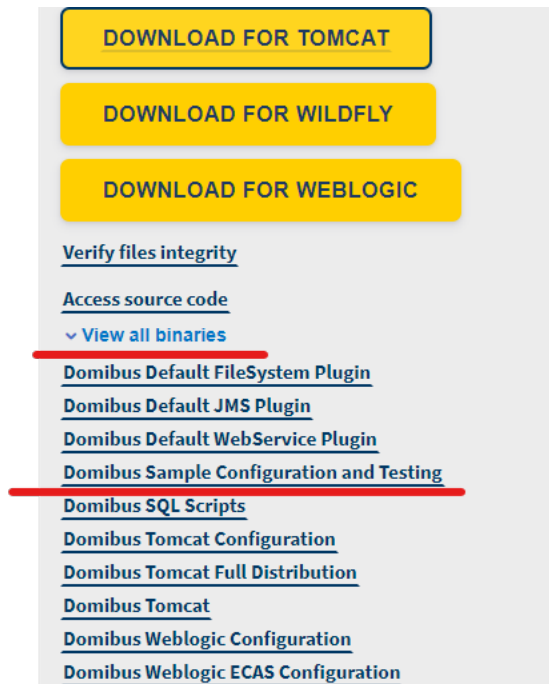 DOWNLOAD FOR TOMCAT
DOWNLOAD FOR WILDFLY
DOWNLOAD FOR WEBLOGIC
Verify files integrity
Access source code
View all binaries
Domibus Default FileSystem Plugin
Domibus Default JMS Plugin
Domibus Default WebService Plugin
Domibus Sample Configuration and Testing
Domibus SQL Scripts
Domibus Tomcat Configuration
Domibus Tomcat Full Distribution
Domibus Tomcat
Domibus Weblogic Configuration
Domibus Weblogic ECAS Configuration